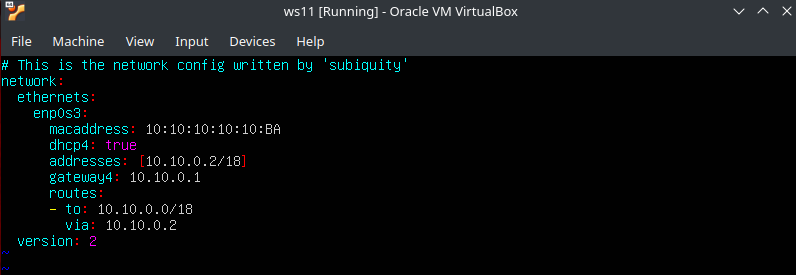 ws11 [Running] - Oracle VM VirtualBox
File Machine View Input Devices Help
# This is the network config written by 'subiquity'
network:
  ethernets:
    enp0s3:
      macaddress: 10:10:10:10:10:BA
      dhcp4: true
      addresses: [10.10.0.2/18]
      gateway4: 10.10.0.1
      routes:
      - to: 10.10.0.0/18
        via: 10.10.0.2
  version: 2
~
~